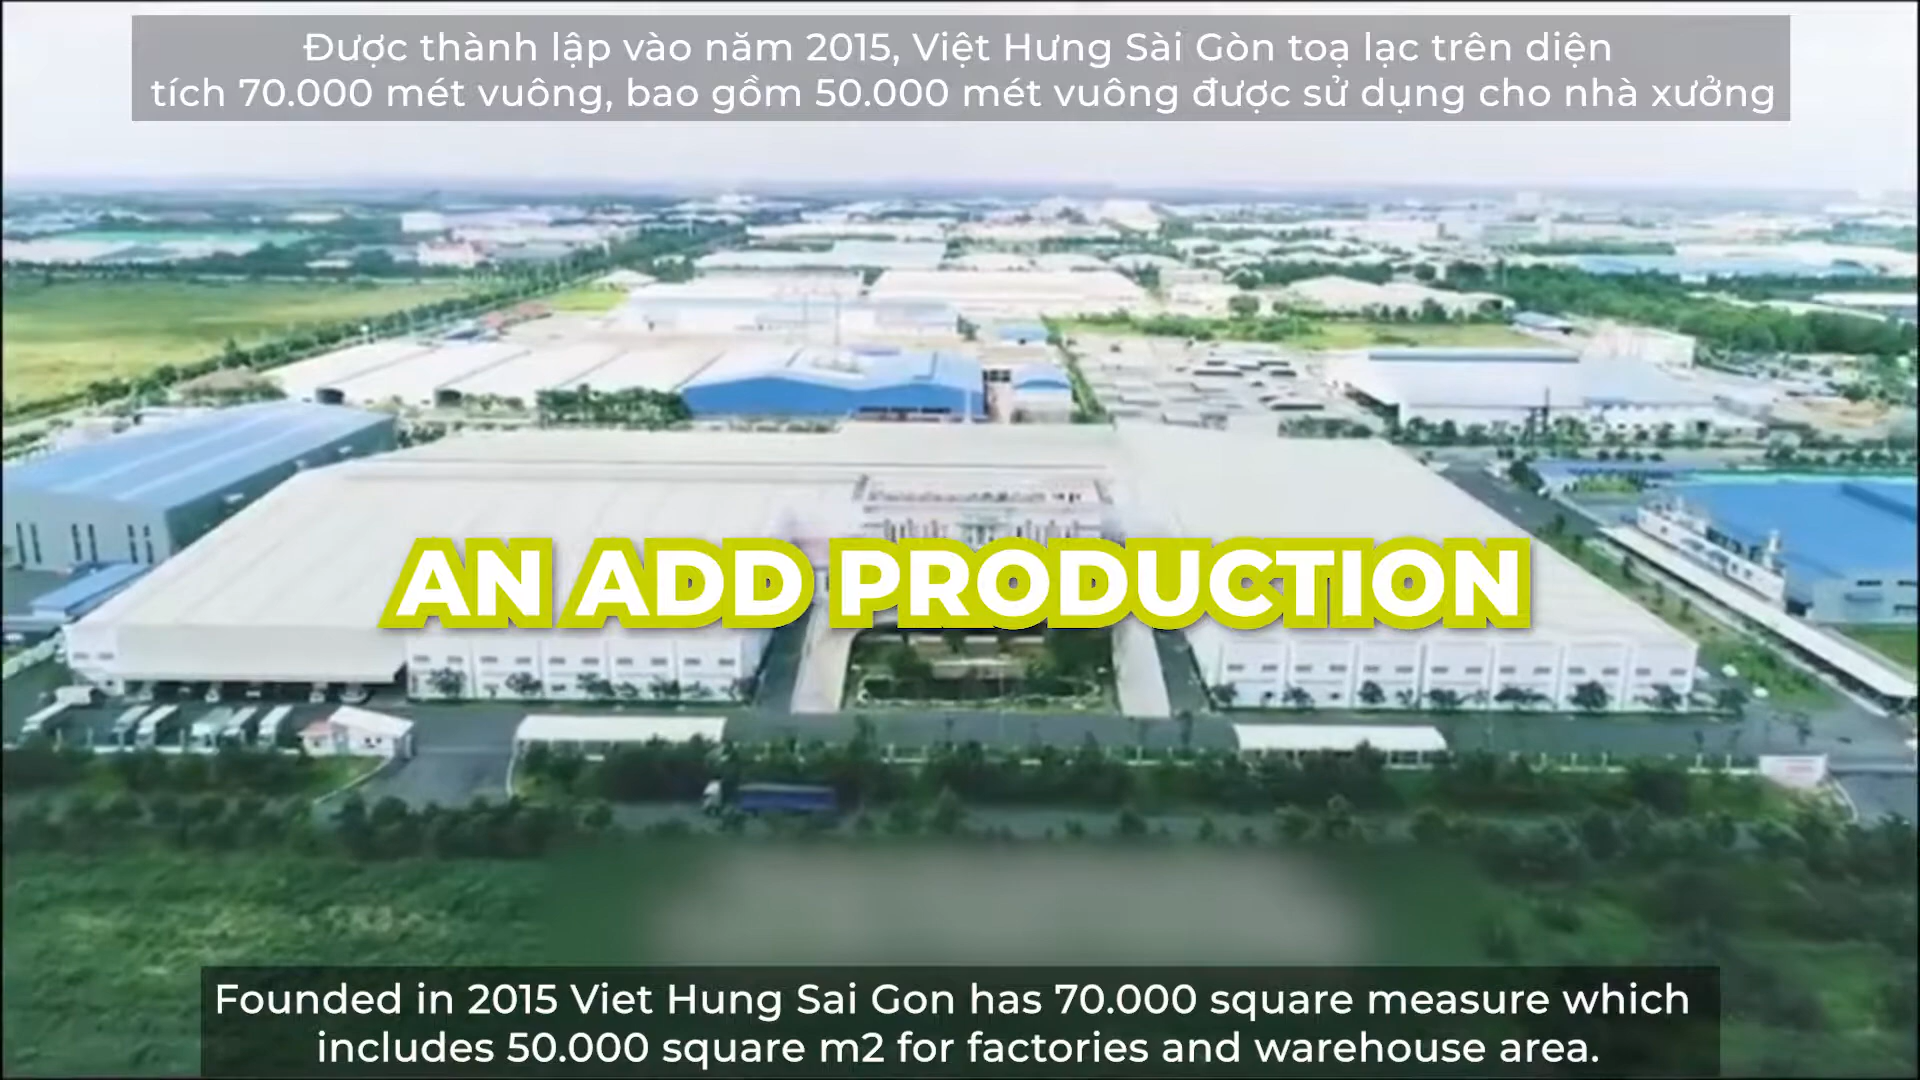 Được thành lập vào năm 2015, Việt Hưng Sài Gòn toạ lạc trên diện
tích 70.000 mét vuông, bao gồm 50.000 mét vuông được sử dụng cho nhà xưởng
AN ADD PRODUCTION
Founded in 2015 Viet Hung Sai Gon has 70.000 square measure which
includes 50.000 square m2 for factories and warehouse area.